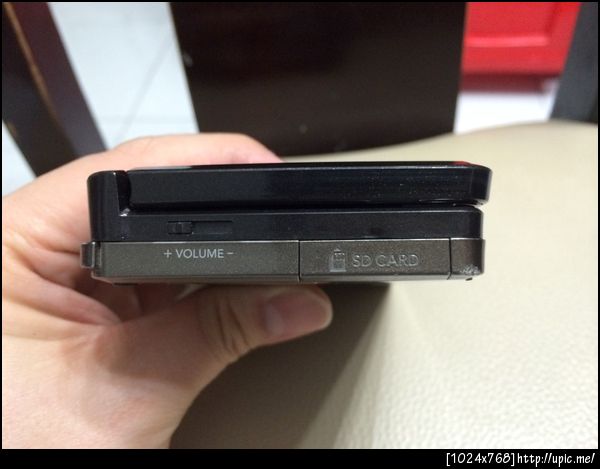 + VOLUME -
SD CARD
[1024x768]http://upic.me/